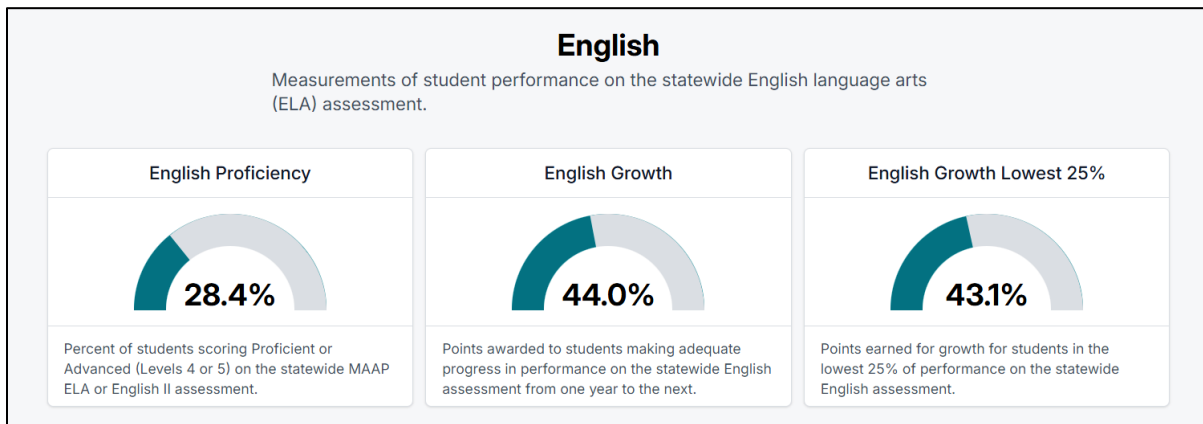 English
Measurements of student performance on the statewide English language arts
(ELA) assessment.
English Proficiency
28.4%
Percent of students scoring Proficient or
Advanced (Levels 4 or 5) on the statewide MAAP
ELA or English II assessment.
English Growth
44.0%
Points awarded to students making adequate
progress in performance on the statewide English
assessment from one year to the next.
English Growth Lowest 25%
43.1%
Points earned for growth for students in the
lowest 25% of performance on the statewide
English assessment.